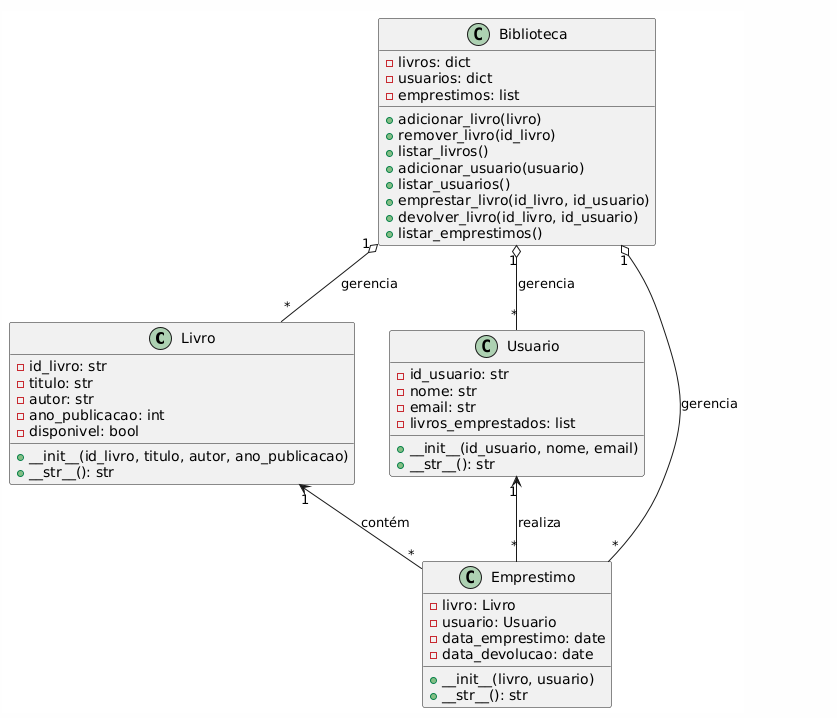 C Biblioteca
livros: dict
usuarios: dict
emprestimos: list
adicionar_livro(livro)
remover_livro(id_livro)
listar_livros()
adicionar_usuario(usuario)
listar_usuarios()
emprestar_livro(id_livro, id_usuario)
devolver_livro(id_livro, id_usuario)
listar_emprestimos()
1
1
1
gerencia
gerencia
*
*
C Livro
id_livro: str
titulo: str
autor: str
ano_publicacao: int
disponivel: bool
__init__(id_livro, titulo, autor, ano_publicacao)
__str__(): str
C Usuario
id_usuario: str
nome: str
email: str
livros_emprestados: list
__init__(id_usuario, nome, email)
__str__(): str
gerencia
1
1
contém
realiza
*
*
*
C Emprestimo
livro: Livro
usuario: Usuario
data_emprestimo: date
data_devolucao: date
__init__(livro, usuario)
__str__(): str